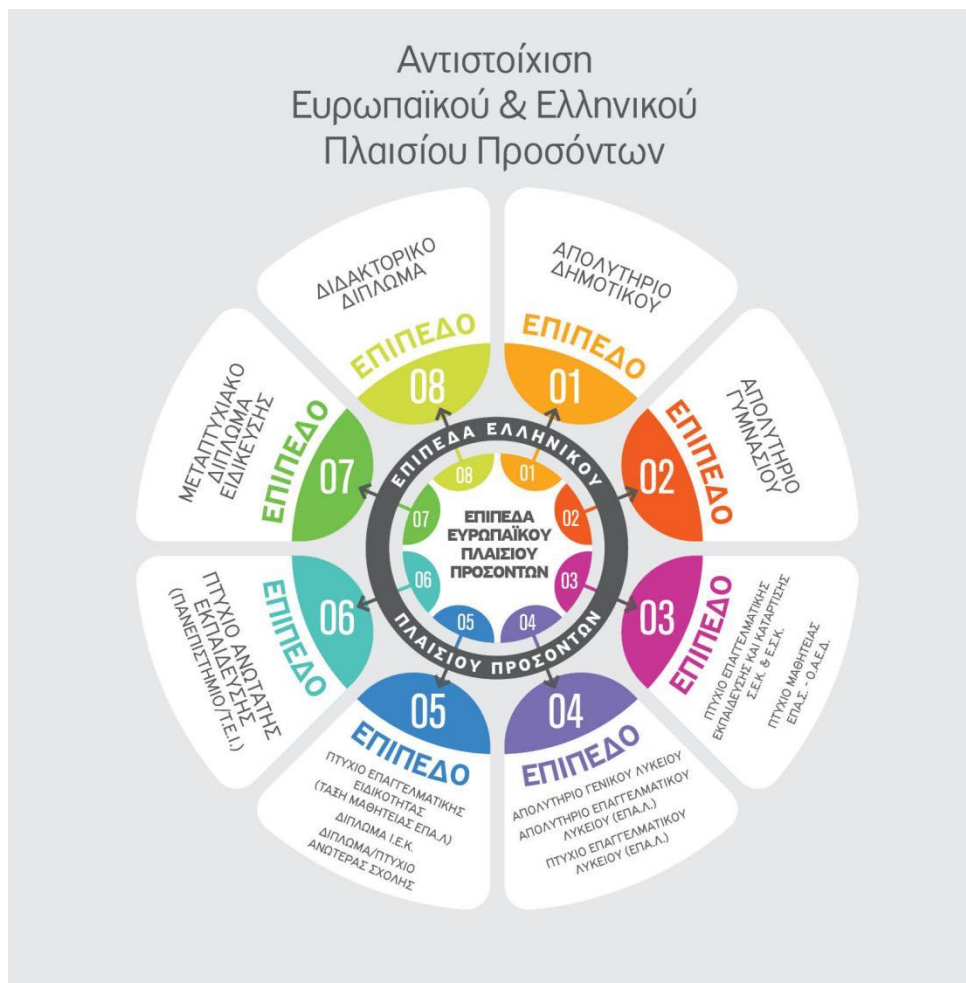 Αντιστοίχιση
Ευρωπαϊκού & Ελληνικού
Πλαισίου Προσόντων
ΑΠΟΛΥΤΗΡΙΟ
ΔΗΜΟΤΙΚΟΥ
ΕΠΙΠΕΔΟ
01
ΑΠΟΛΥΤΗΡΙΟ
ΓΥΜΝΑΣΙΟΥ
ΕΠΙΠΕΔΟ
02
ΕΠΙΠΕΔΟ
03
ΠΤΥΧΙΟ ΕΠΑΓΓΕΛΜΑΤΙΚΗΣ
ΕΚΠΑΙΔΕΥΣΗΣ ΚΑΙ ΚΑΤΑΡΤΙΣΗΣ
Σ.Ε.Κ. & Ε.Σ.Κ.
ΠΤΥΧΙΟ ΜΑΘΗΤΕΙΑΣ
ΕΠΑ.Σ. - Ο.Α.Ε.Δ.
04
ΕΠΙΠΕΔΟ
ΑΠΟΛΥΤΗΡΙΟ ΓΕΝΙΚΟΥ ΛΥΚΕΙΟΥ
ΑΠΟΛΥΤΗΡΙΟ ΕΠΑΓΓΕΛΜΑΤΙΚΟΥ
ΛΥΚΕΙΟΥ (ΕΠΑ.Λ.)
ΠΤΥΧΙΟ ΕΠΑΓΓΕΛΜΑΤΙΚΟΥ
ΛΥΚΕΙΟΥ (ΕΠΑ.Λ.)
05
ΕΠΙΠΕΔΟ
ΠΤΥΧΙΟ ΕΠΑΓΓΕΛΜΑΤΙΚΗΣ
ΕΙΔΙΚΟΤΗΤΑΣ
(ΤΑΞΗ ΜΑΘΗΤΕΙΑΣ ΕΠΑ.Λ)
ΔΙΠΛΩΜΑ Ι.Ε.Κ.
ΔΙΠΛΩΜΑ/ΠΤΥΧΙΟ
ΑΝΩΤΕΡΑΣ ΣΧΟΛΗΣ
06
ΕΠΙΠΕΔΟ
ΠΤΥΧΙΟ ΑΝΩΤΑΤΗΣ
ΕΚΠΑΙΔΕΥΣΗΣ
(ΠΑΝΕΠΙΣΤΗΜΙΟ/Τ.Ε.Ι.)
ΜΕΤΑΠΤΥΧΙΑΚΟ
ΔΙΠΛΩΜΑ
ΕΙΔΙΚΕΥΣΗΣ
ΕΠΙΠΕΔΟ
07
ΔΙΔΑΚΤΟΡΙΚΟ
ΔΙΠΛΩΜΑ
ΕΠΙΠΕΔΟ
08
ΕΠΙΠΕΔΑ ΕΛΛΗΝΙΚΟΥ
ΠΛΑΙΣΙΟΥ ΠΡΟΣΟΝΤΩΝ
01
02
03
04
05
06
07
08
ΕΠΙΠΕΔΑ
ΕΥΡΩΠΑΪΚΟΥ
ΠΛΑΙΣΙΟΥ
ΠΡΟΣΟΝΤΩΝ